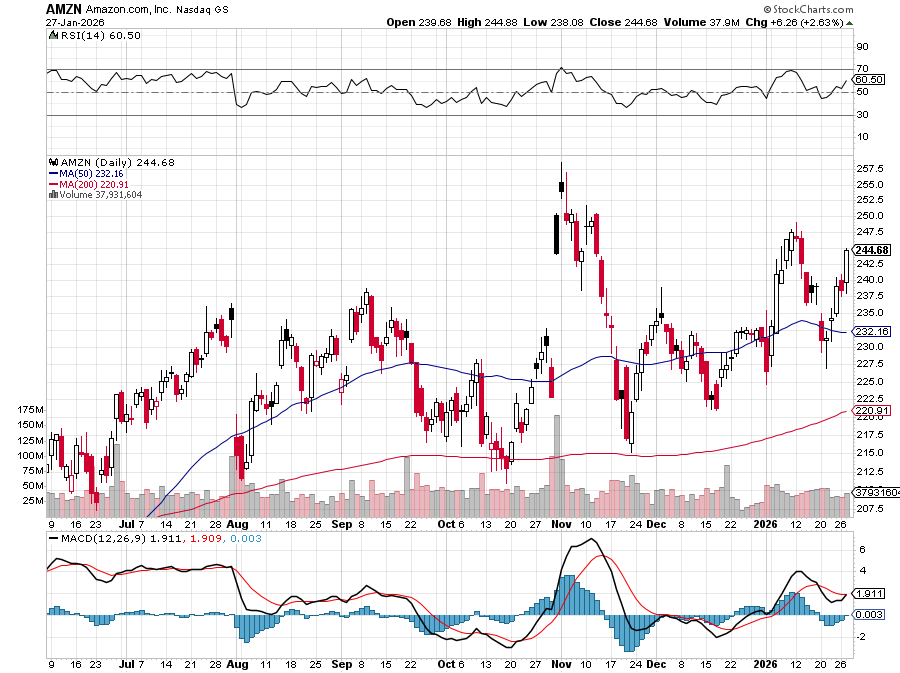 AMZN Amazon.com, Inc. Nasdaq GS © StockCharts.com
27-Jan-2026 Open 239.68 High 244.88 Low 238.08 Close 244.68 Volume 37.9M Chg +6.26 (+2.63%)
RSI(14) 60.50
90
70
60.50
50
30
10
AMZN (Daily) 244.68
MA(50) 232.16
MA(200) 220.91
Volume 37,931,604
257.5
255.0
252.5
250.0
247.5
244.68
242.5
240.0
237.5
235.0
232.16
230.0
227.5
225.0
222.5
220.91
217.5
215.0
212.5
37931604
207.5
175M
150M
125M
100M
75M
50M
25M
9 16 23 Jul 7 14 21 28 Aug 11 18 25 Sep 8 15 22 Oct 6 13 20 27 Nov 10 17 24 Dec 8 15 22 2026 12 20 26
MACD(12,26,9) 1.911, 1.909, 0.003
6
4
1.911
0.003
-2
9 16 23 Jul 7 14 21 28 Aug 11 18 25 Sep 8 15 22 Oct 6 13 20 27 Nov 10 17 24 Dec 8 15 22 2026 12 20 26